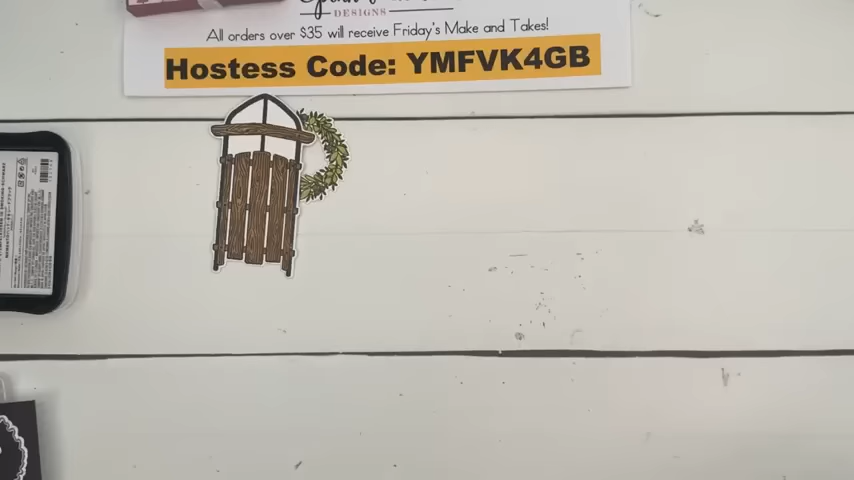 DESIGNS
All orders over $35 will receive Friday's Make and Takes!
Hostess Code: YMFVK4GB